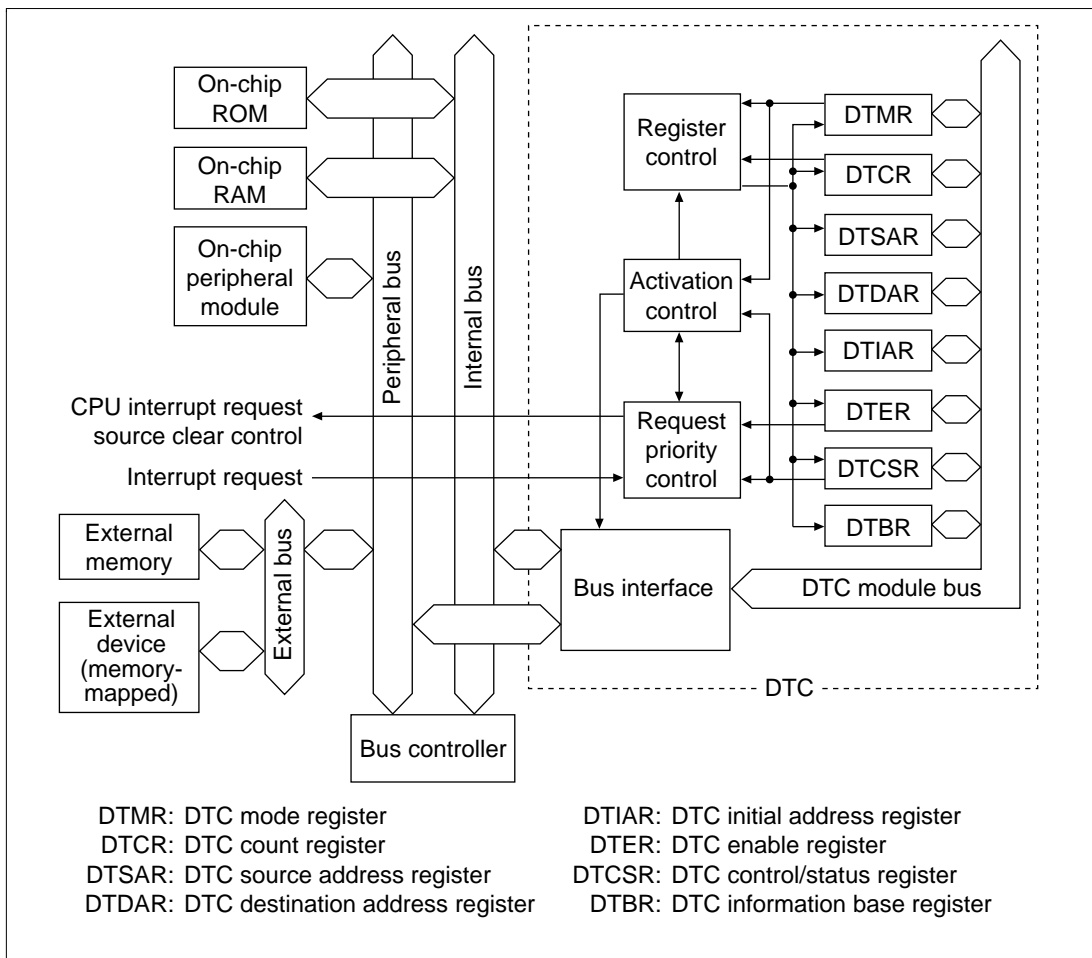 On-chip
ROM
On-chip
RAM
On-chip
peripheral
module
Peripheral bus
Internal bus
CPU interrupt request
source clear control
Interrupt request
External
memory
External
device
(memory-
mapped)
External bus
Bus controller
Register
control
Activation
control
Request
priority
control
Bus interface
DTMR
DTCR
DTSAR
DTDAR
DTIAR
DTER
DTCSR
DTBR
DTC module bus
DTC
DTMR: DTC mode register
DTCR: DTC count register
DTSAR: DTC source address register
DTDAR: DTC destination address register
DTIAR: DTC initial address register
DTER: DTC enable register
DTCSR: DTC control/status register
DTBR: DTC information base register